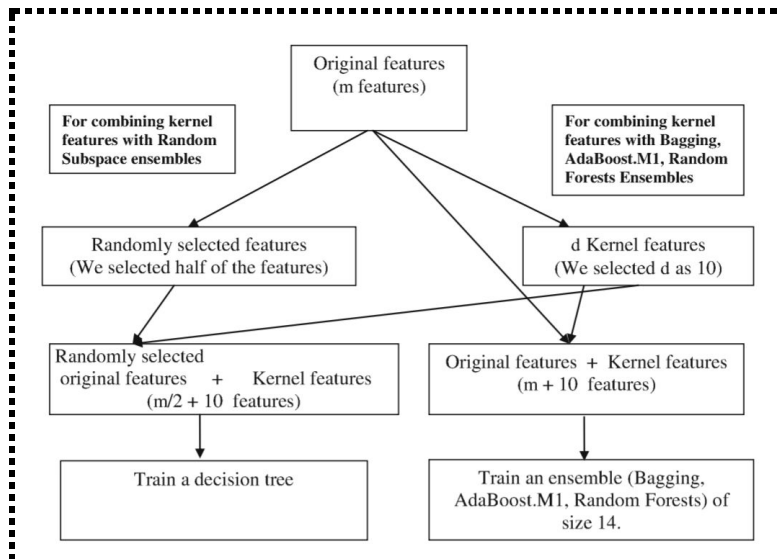 Original features
(m features)
For combining kernel
features with Random
Subspace ensembles
For combining kernel
features with Bagging,
AdaBoost.M1, Random
Forests Ensembles
Randomly selected features
(We selected half of the features)
d Kernel features
(We selected d as 10)
Randomly selected
original features + Kernel features
(m/2 + 10 features)
Original features + Kernel features
(m + 10 features)
Train a decision tree
Train an ensemble (Bagging,
AdaBoost.M1, Random Forests) of
size 14.